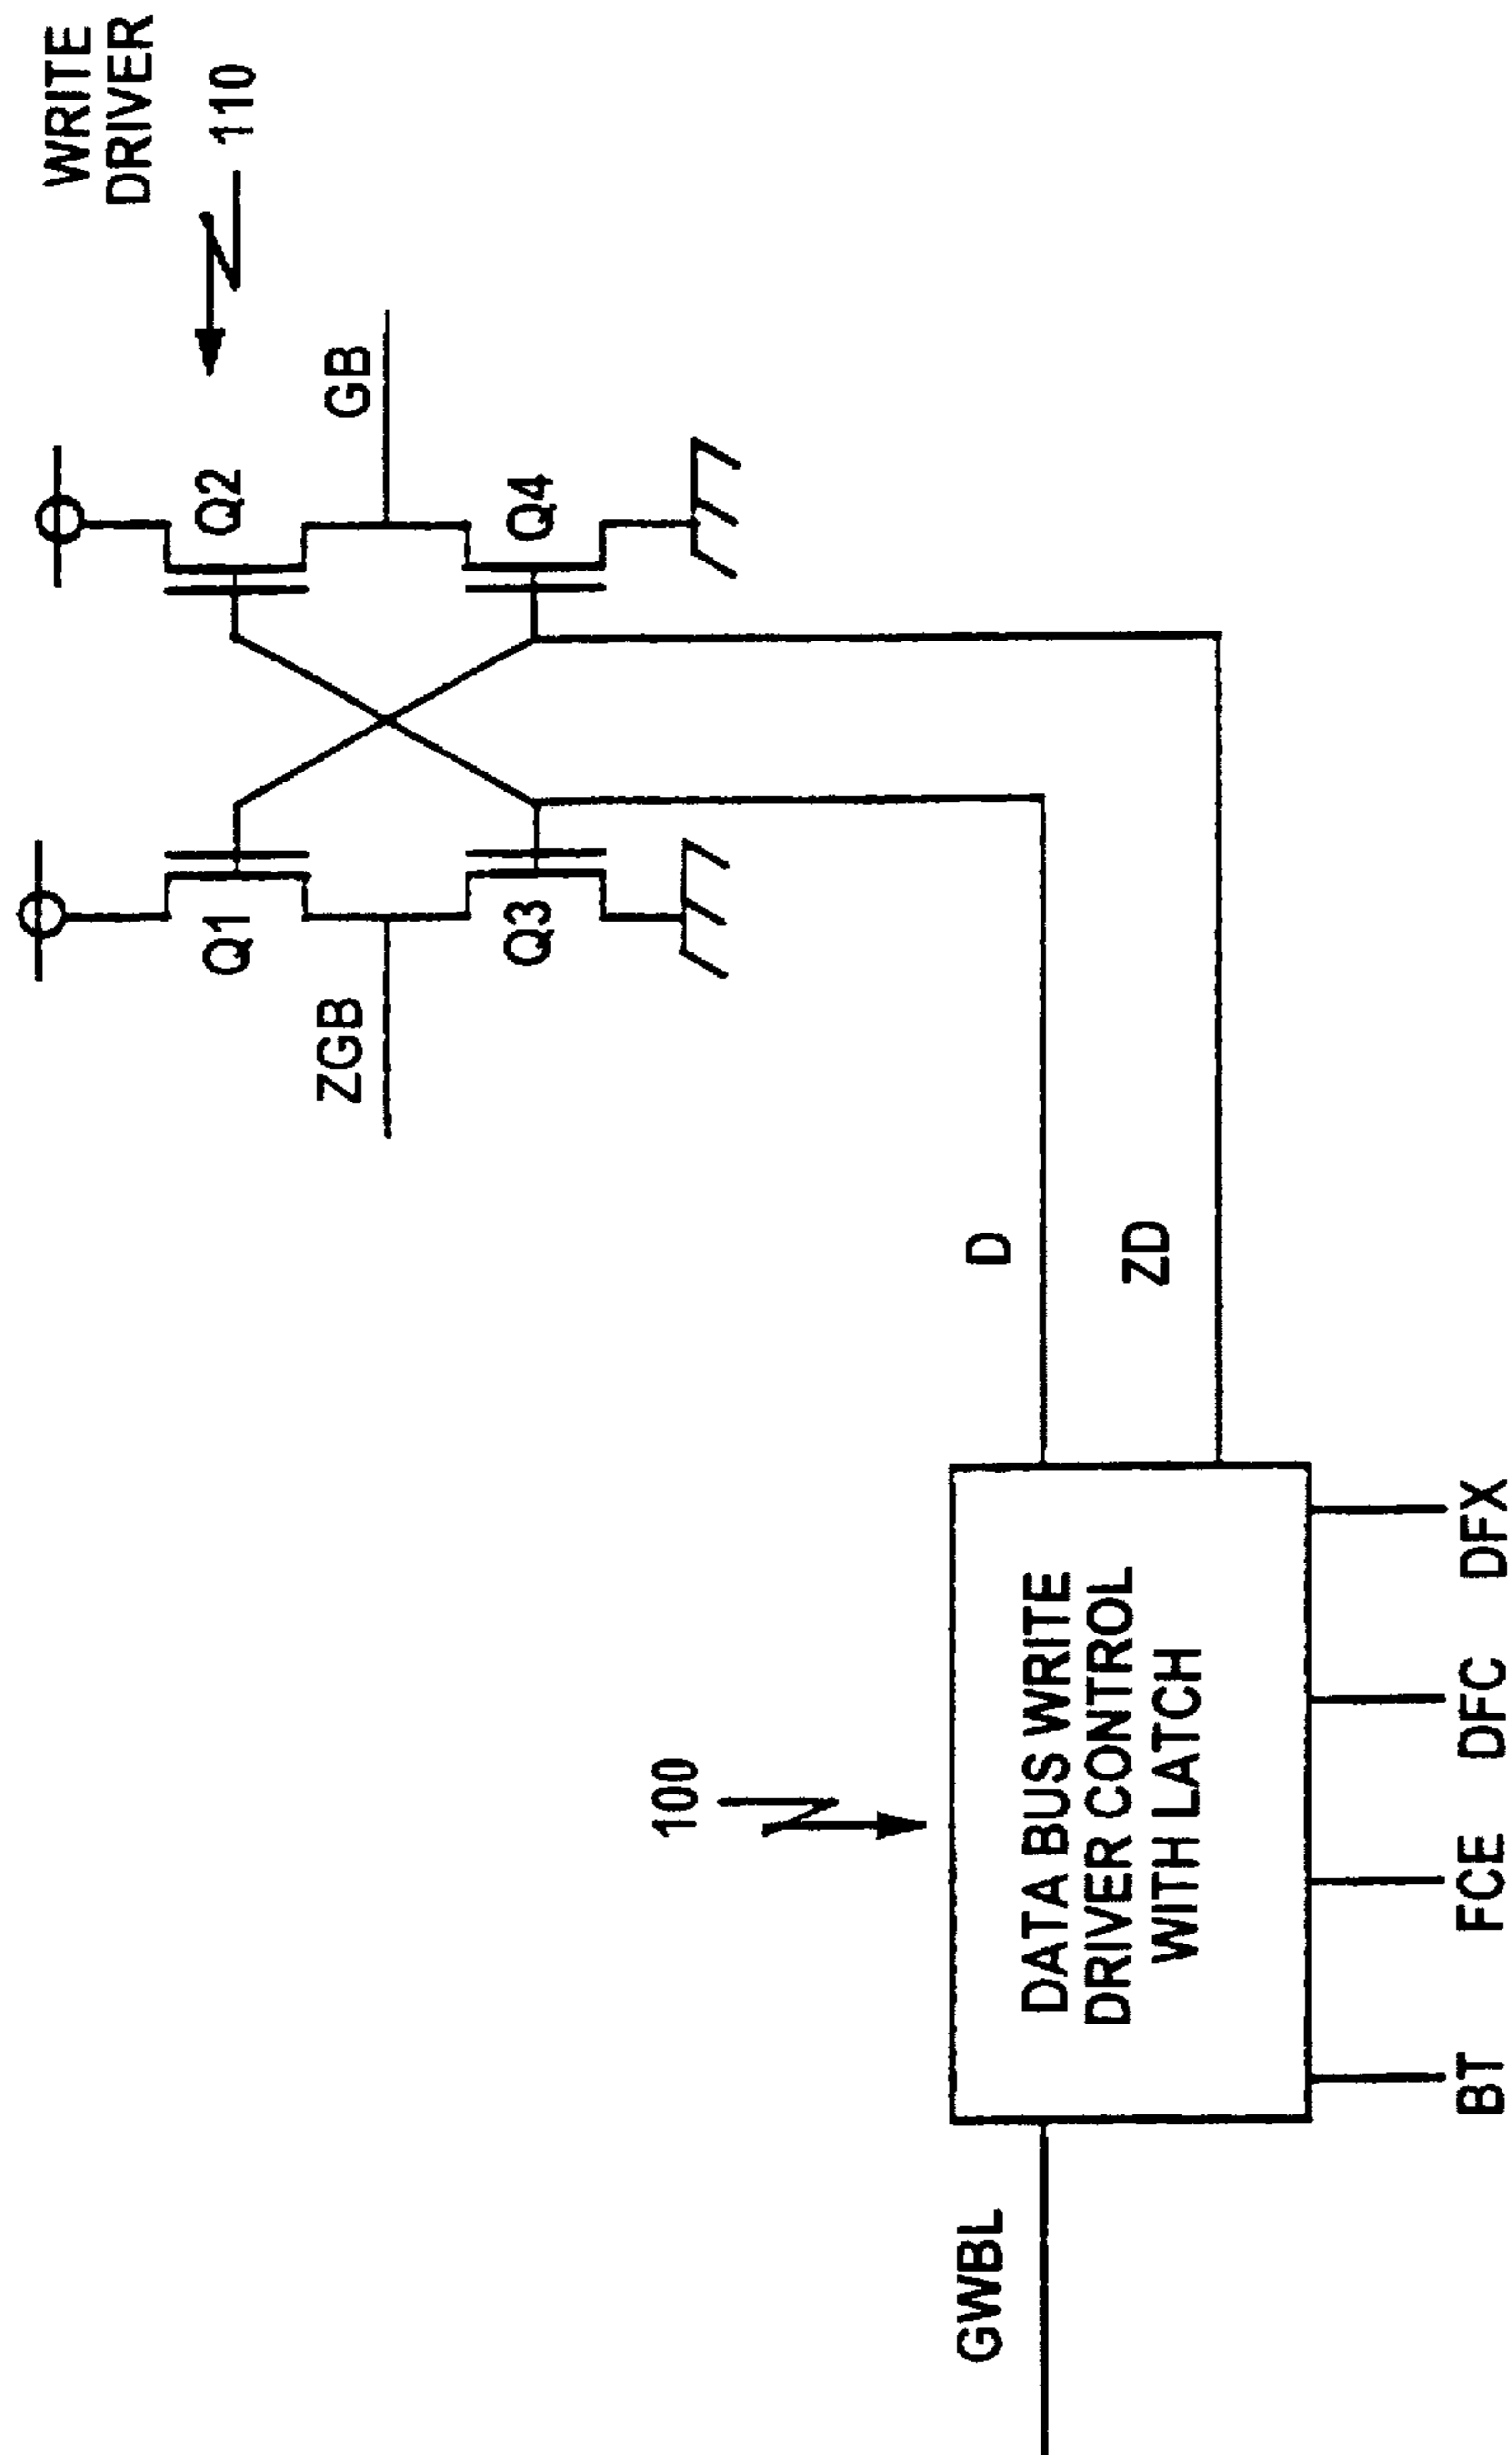 WRITE
DRIVER
110
Q1
Q2
ZGB
GB
Q3
Q4
100
D
ZD
GWBL
DATA BUS WRITE
DRIVER CONTROL
WITH LATCH
BT
FCE
DFC
DFX